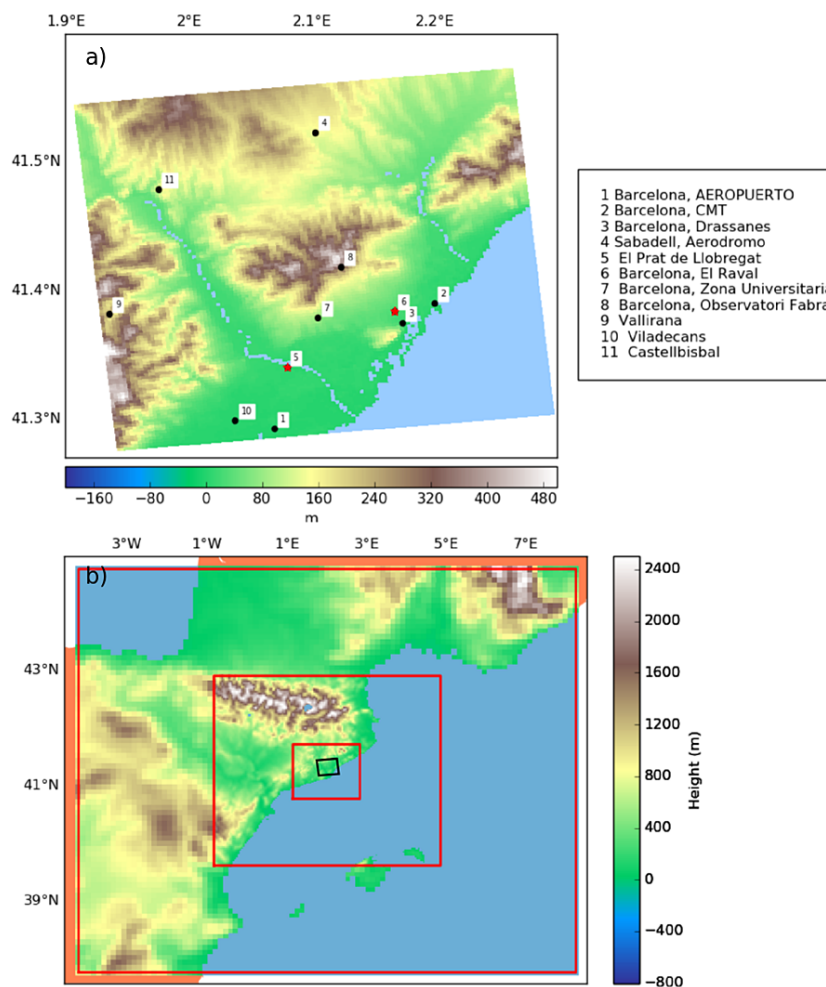 1.9°E 2°E 2.1°E 2.2°E
a)
4
41.5°N
11
8
41.4°N
9
6 2
7 3
5
10 1
41.3°N
1 Barcelona, AEROPUERTO
2 Barcelona, CMT
3 Barcelona, Drassanes
4 Sabadell, Aerodromo
5 El Prat de Llobregat
6 Barcelona, El Raval
7 Barcelona, Zona Universitaria
8 Barcelona, Observatori Fabra
9 Vallirana
10 Viladecans
11 Castellbisbal
−160 −80 0 80 160 240 320 400 480
m
3°W 1°W 1°E 3°E 5°E 7°E
b)
43°N
41°N
39°N
2400
2000
1600
1200
800
400
0
−400
−800
Height (m)